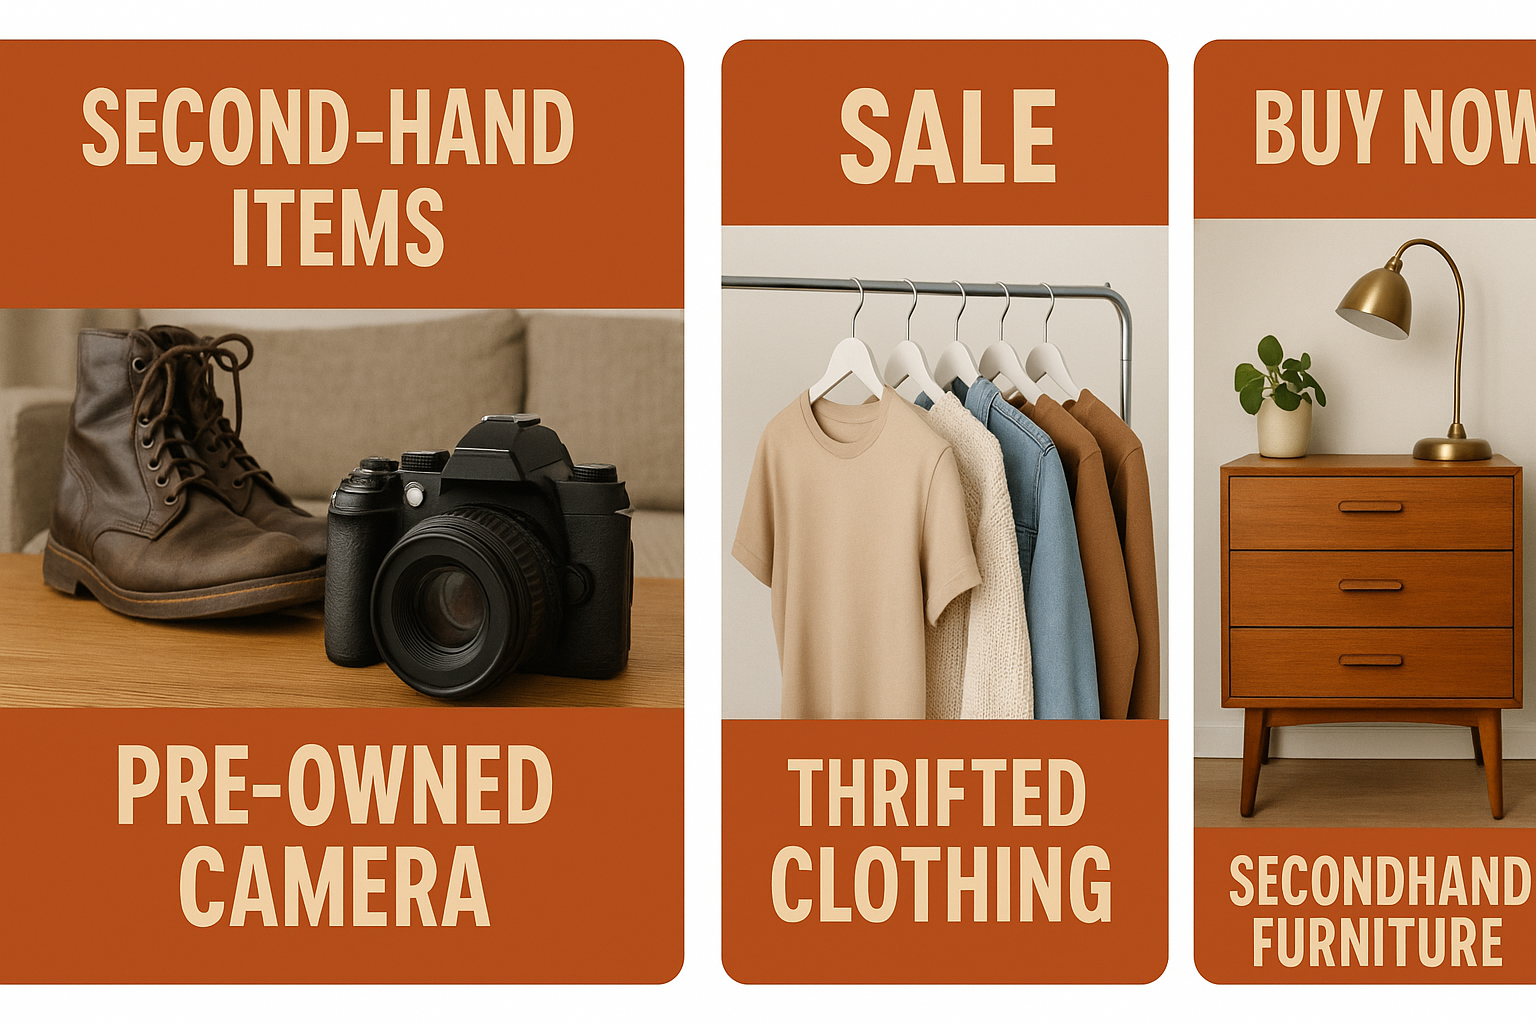 SECOND-HAND
ITEMS
PRE-OWNED
CAMERA
SALE
THRIFTED
CLOTHING
BUY NOW
SECONDHAND
FURNITURE